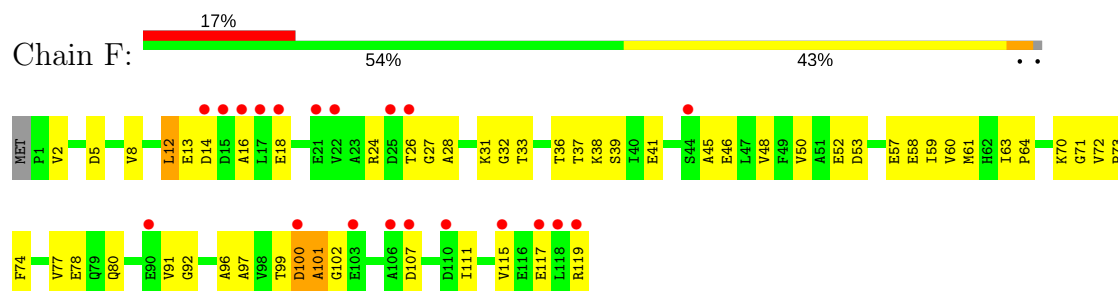 17%
Chain F:
54% 43% • •
MET P1 V2 D5 V8 L12 E13 D14 D15 A16 L17 E18 E21 V22 A23 R24 D25 T26 G27 A28 K31 G32 T33 T36 T37 K38 S39 I40 E41 S44 A45 E46 L47 V48 F49 V50 A51 E52 D53 E57 E58 I59 V60 M61 H62 I63 P64 K70 G71 V72
F74 V77 E78 Q79 Q80 E90 V91 G92 A96 A97 V98 T99 D100 A101 G102 E103 A106 D107 D110 I111 V115 E116 E117 L118 R119